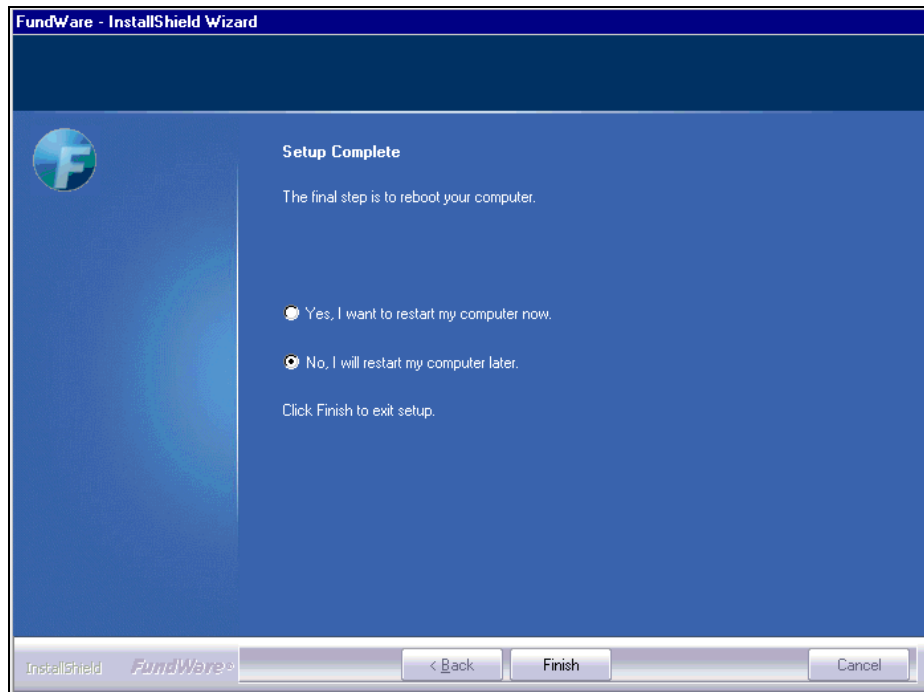 FundWare - InstallShield Wizard
F
Setup Complete
The final step is to reboot your computer.
Yes, I want to restart my computer now.
No, I will restart my computer later.
Click Finish to exit setup.
InstallShield FundWare® < Back Finish Cancel